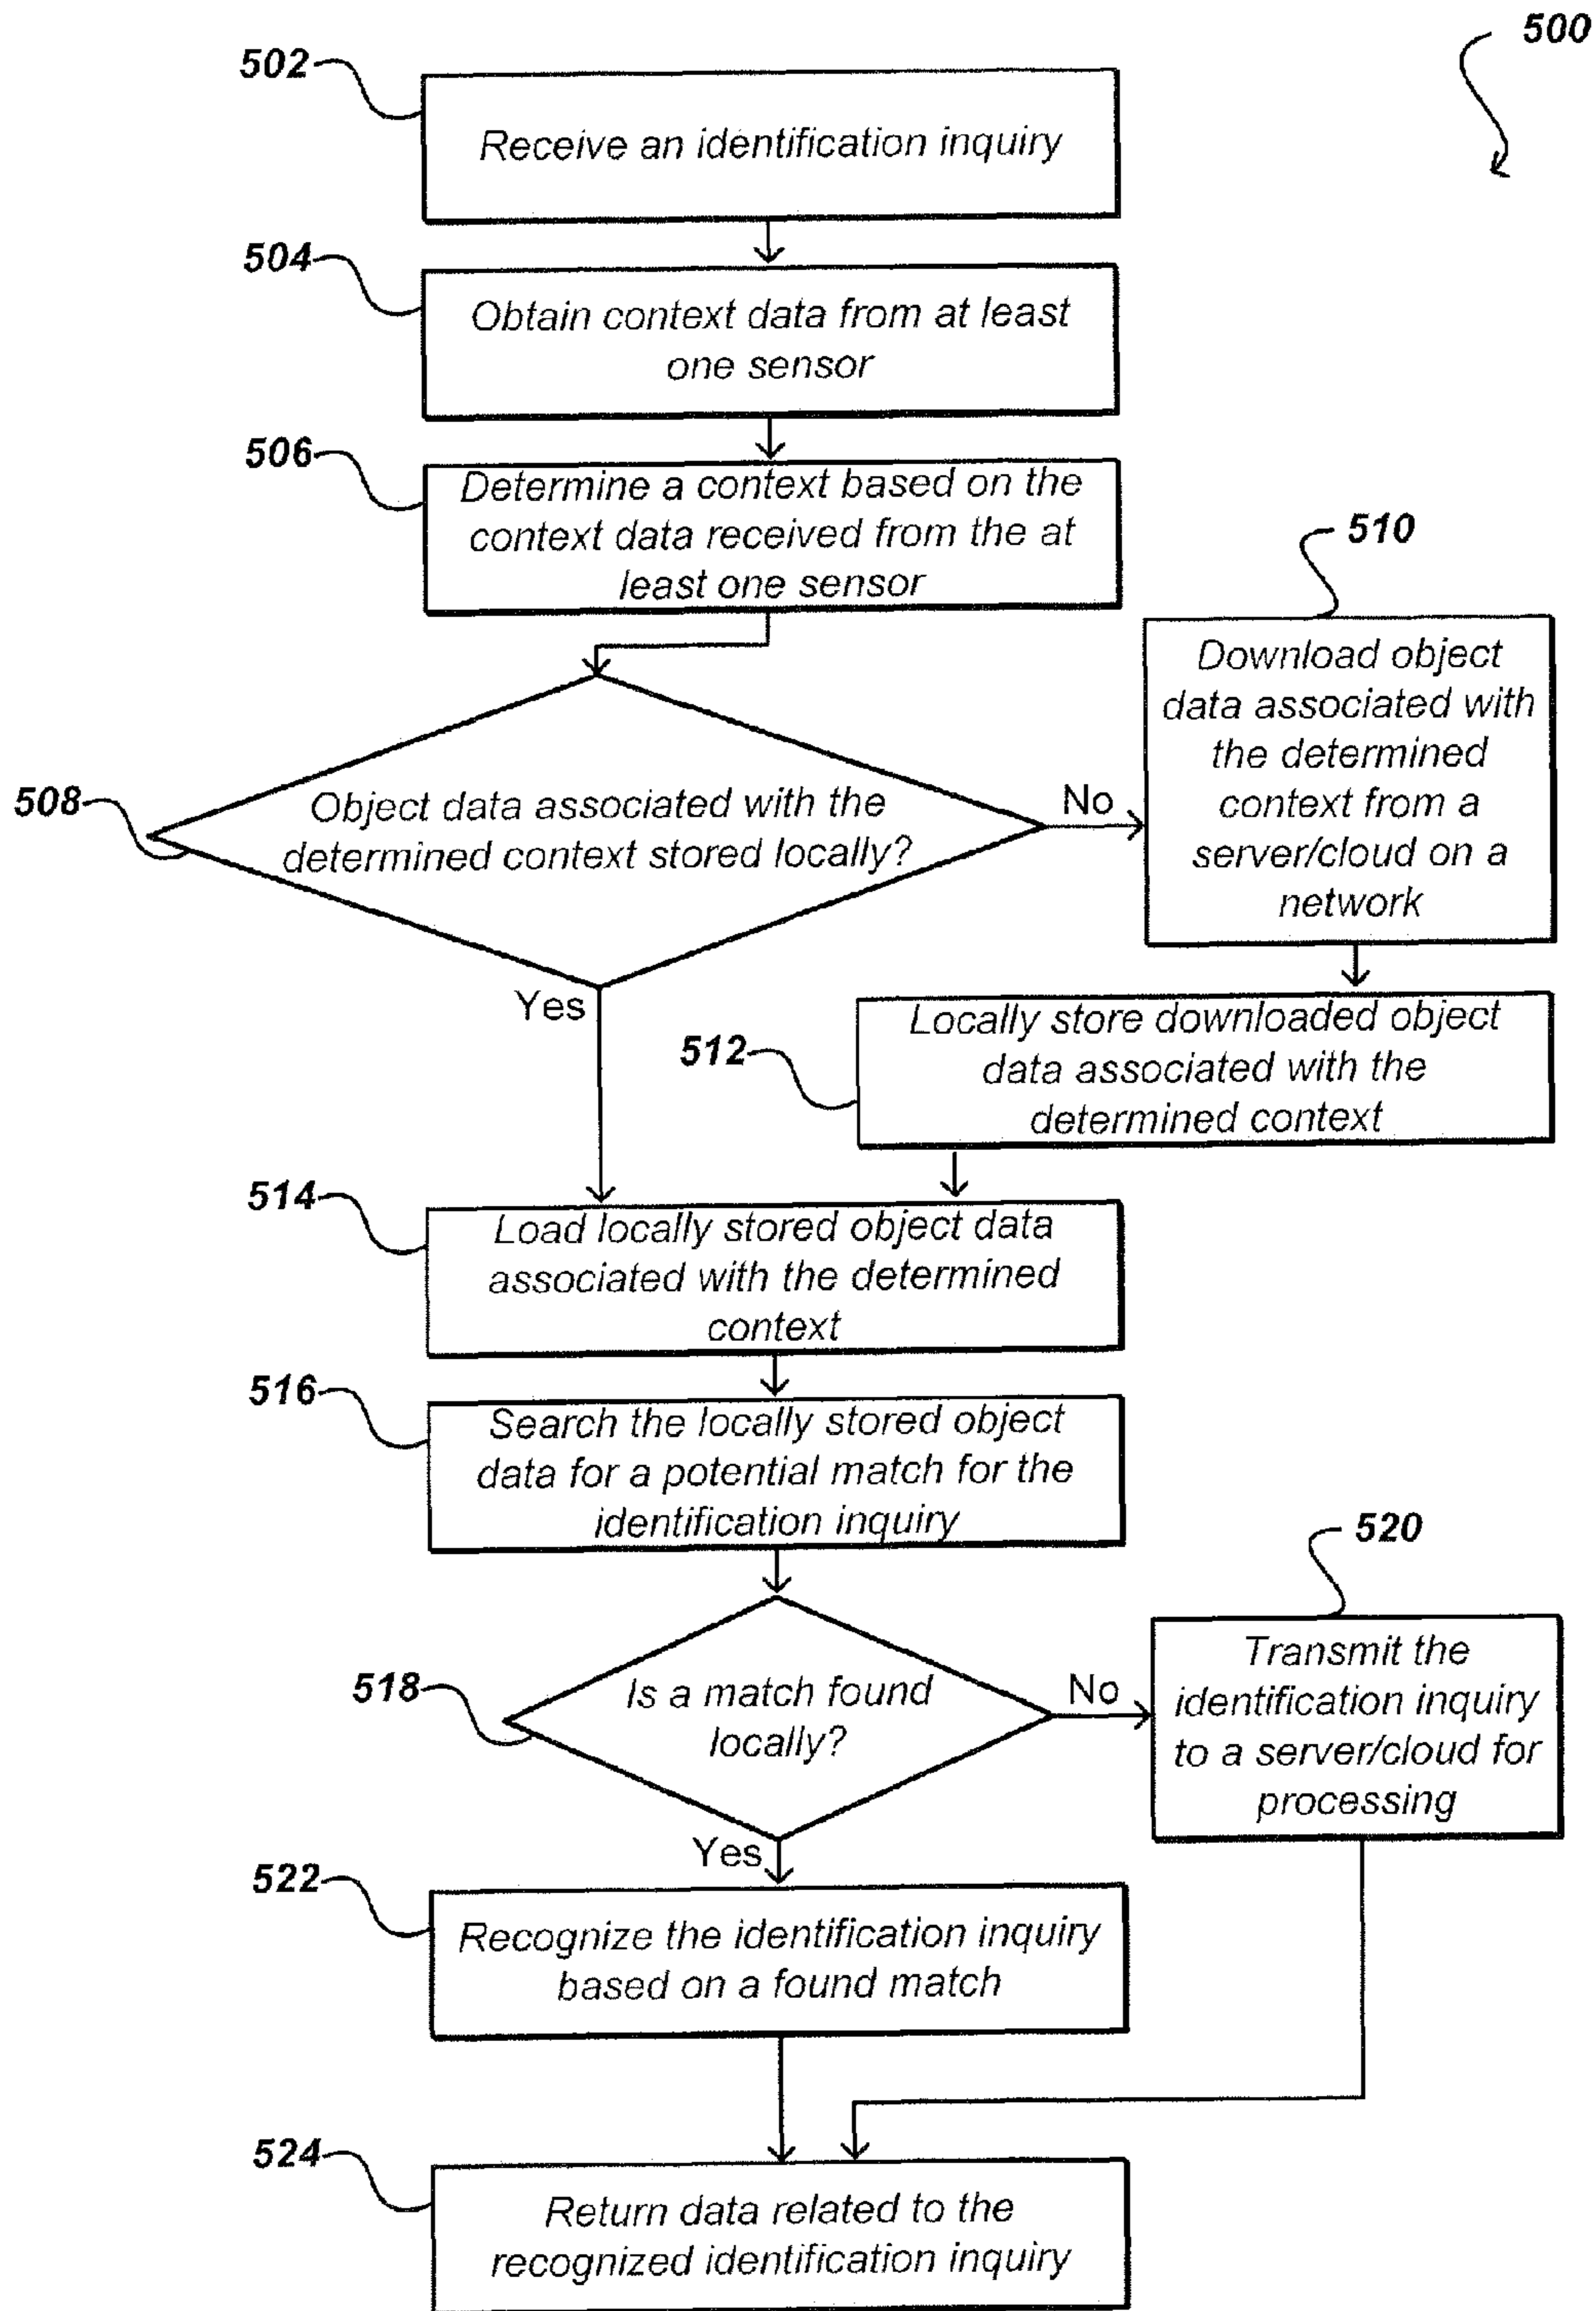 500
502
Receive an identification inquiry
504
Obtain context data from at least
one sensor
506
Determine a context based on the
context data received from the at
least one sensor
510
Download object
data associated with
the determined
context from a
server/cloud on a
network
508
Object data associated with the
determined context stored locally?
No
Yes
512
Locally store downloaded object
data associated with the
determined context
514
Load locally stored object data
associated with the determined
context
516
Search the locally stored object
data for a potential match for the
identification inquiry
520
Transmit the
identification inquiry
to a server/cloud for
processing
518
Is a match found
locally?
No
Yes
522
Recognize the identification inquiry
based on a found match
524
Return data related to the
recognized identification inquiry